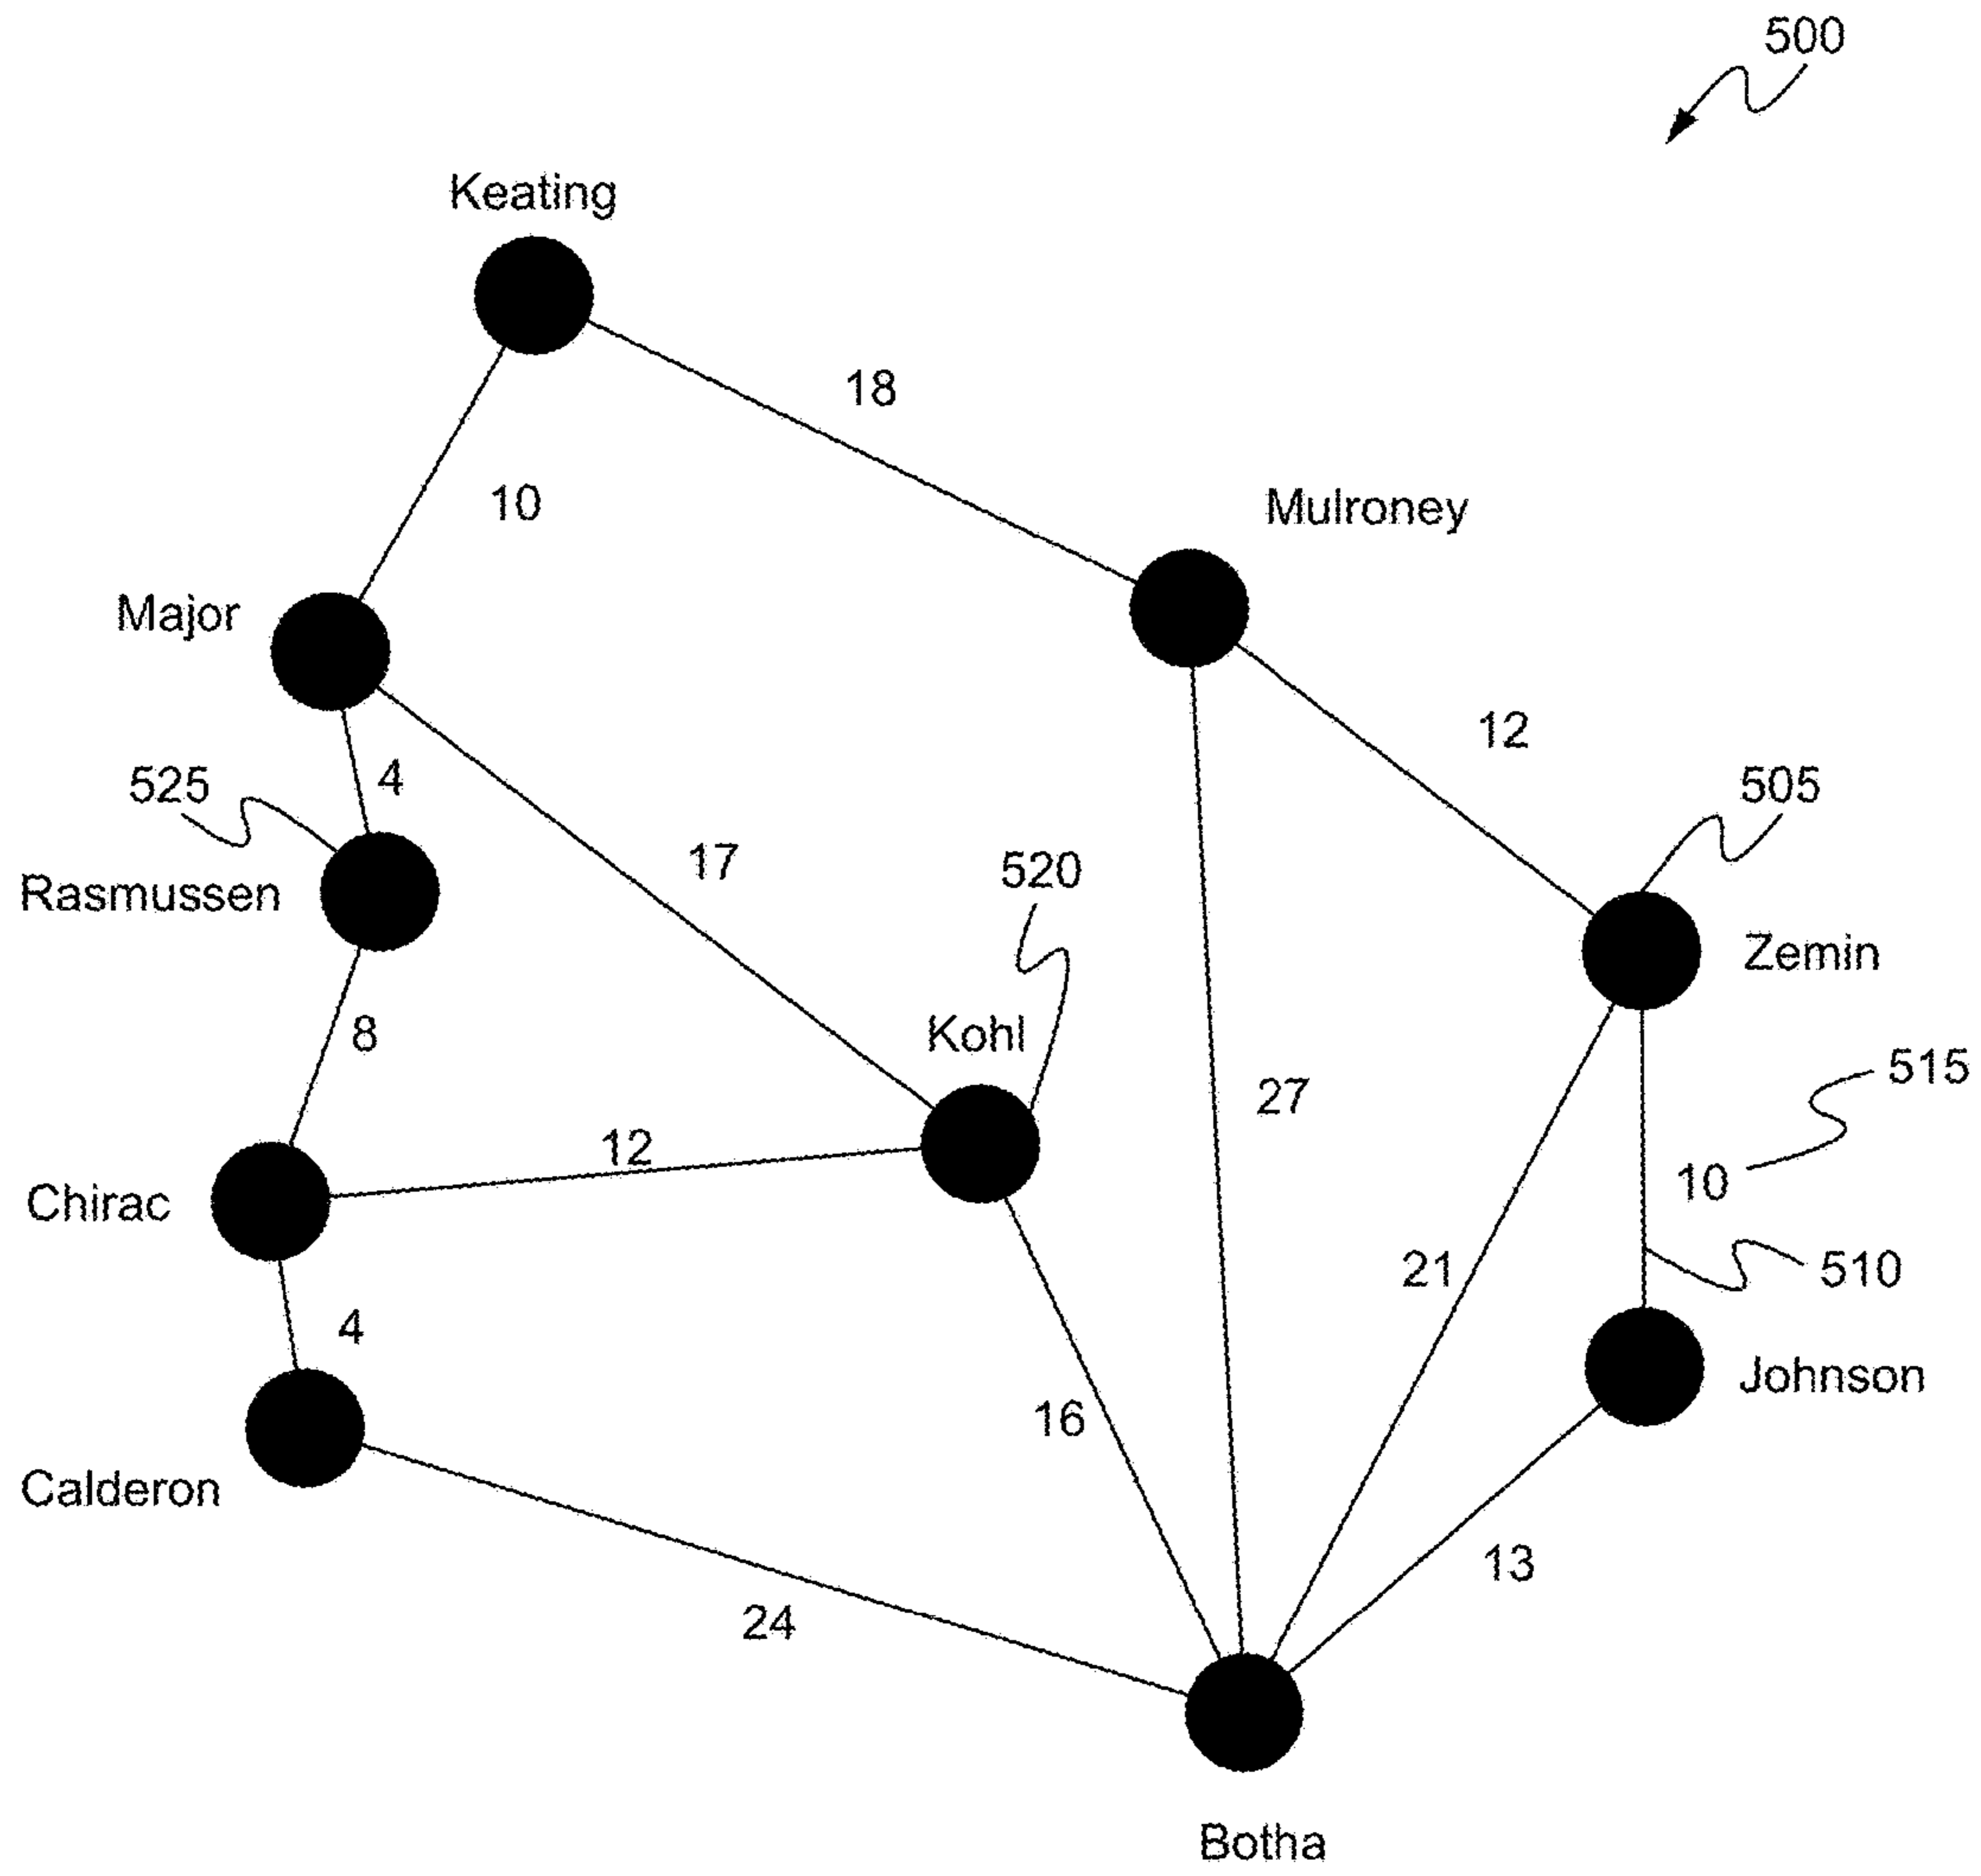 500
Keating
18
10
Mulroney
Major
12
525
4
505
17
520
Rasmussen
Zemin
8
Kohl
515
27
12
10
Chirac
21
510
4
Johnson
16
Calderon
13
24
Botha